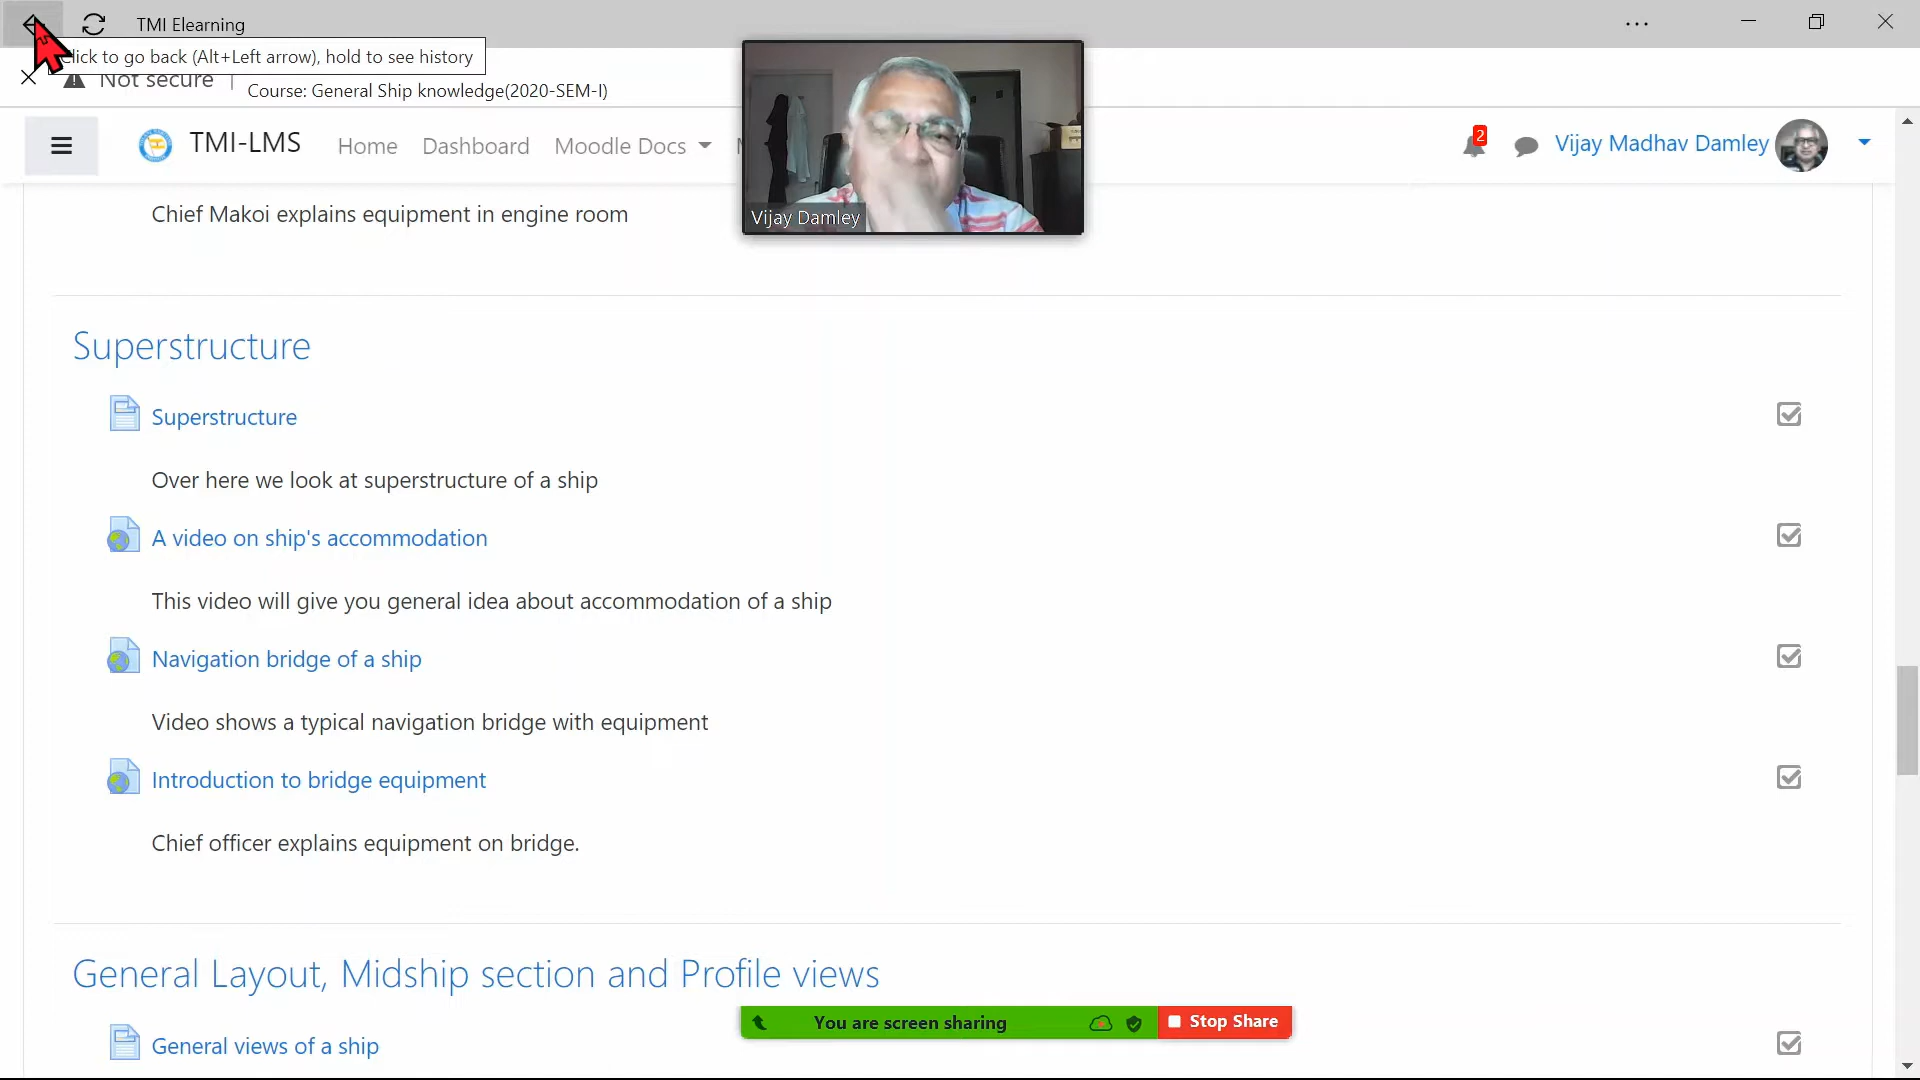 TMI Elearning
Click to go back (Alt+Left arrow), hold to see history
Not secure
Course: General Ship knowledge(2020-SEM-I)
TMI-LMS
Home
Dashboard
Moodle Docs
2
Vijay Madhav Damley
Vijay Damley
Chief Makoi explains equipment in engine room
Superstructure
Superstructure
Over here we look at superstructure of a ship
A video on ship's accommodation
This video will give you general idea about accommodation of a ship
Navigation bridge of a ship
Video shows a typical navigation bridge with equipment
Introduction to bridge equipment
Chief officer explains equipment on bridge.
General Layout, Midship section and Profile views
You are screen sharing
Stop Share
General views of a ship